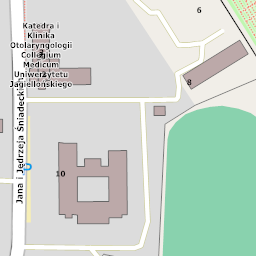 6
Katedra i
Klinika
Otolaryngologii
Collegium
Medicum
Uniwersytetu
Jagiellońskiego
8
10
Jana i Jędrzeja Śniadeckich